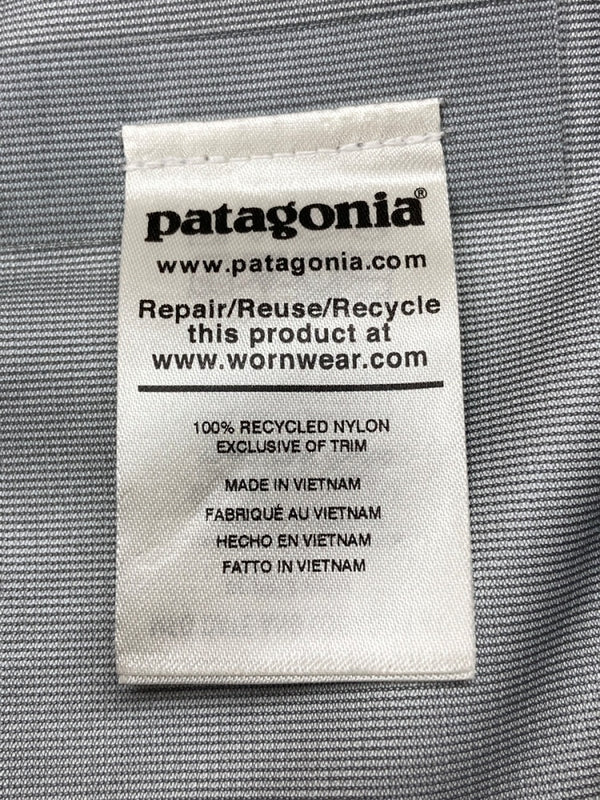 patagonia®
www.patagonia.com
Repair/Reuse/Recycle
this product at
www.wornwear.com
100% RECYCLED NYLON
EXCLUSIVE OF TRIM
MADE IN VIETNAM
FABRIQUÉ AU VIETNAM
HECHO EN VIETNAM
FATTO IN VIETNAM